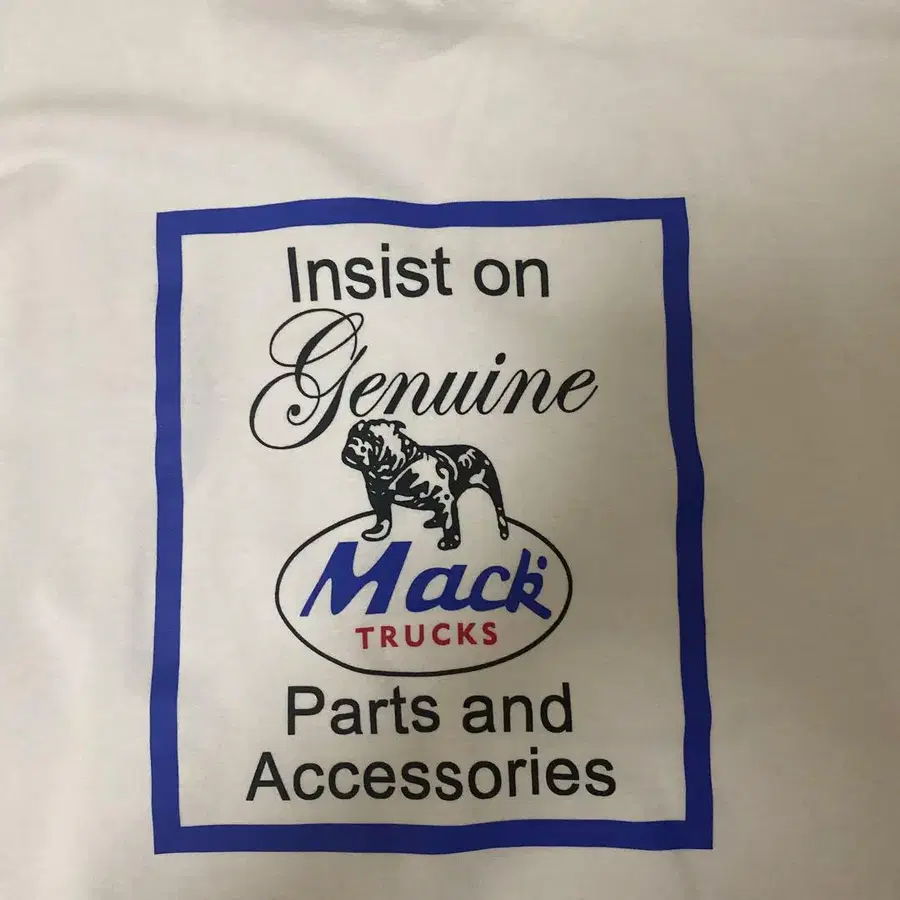 Insist on
Genuine
Mack
TRUCKS
Parts and
Accessories